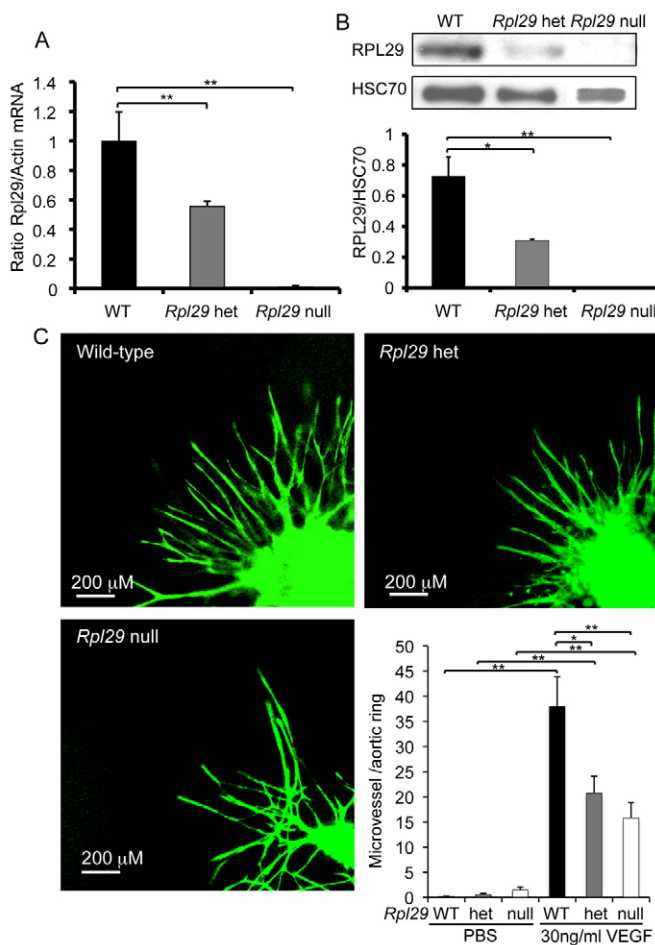 A
Ratio Rpl29/Actin mRNA
1.4
1.2
1
0.8
0.6
0.4
0.2
0
**
**
WT Rpl29 het Rpl29 null
B
WT Rpl29 het Rpl29 null
RPL29
HSC70
RPL29/HSC70
1
0.8
0.6
0.4
0.2
0
**
*
WT Rpl29 het Rpl29 null
C
Wild-type
200 µM
Rpl29 het
200 µM
Rpl29 null
200 µM
Microvessel /aortic ring
50
45
40
35
30
25
20
15
10
5
0
**
*
**
**
**
Rpl29 WT het null WT het null
PBS 30ng/ml VEGF